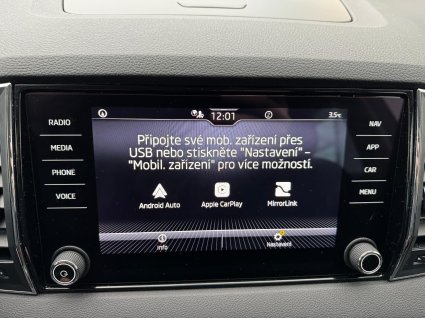 12:01
3.5°C
RADIO
MEDIA
PHONE
VOICE
Připojte své mob. zařízení přes
USB nebo stiskněte "Nastavení" –
"Mobil. zařízení" pro více možností.
Android Auto
Apple CarPlay
MirrorLink
Info
Nastavení
NAV
APP
CAR
MENU